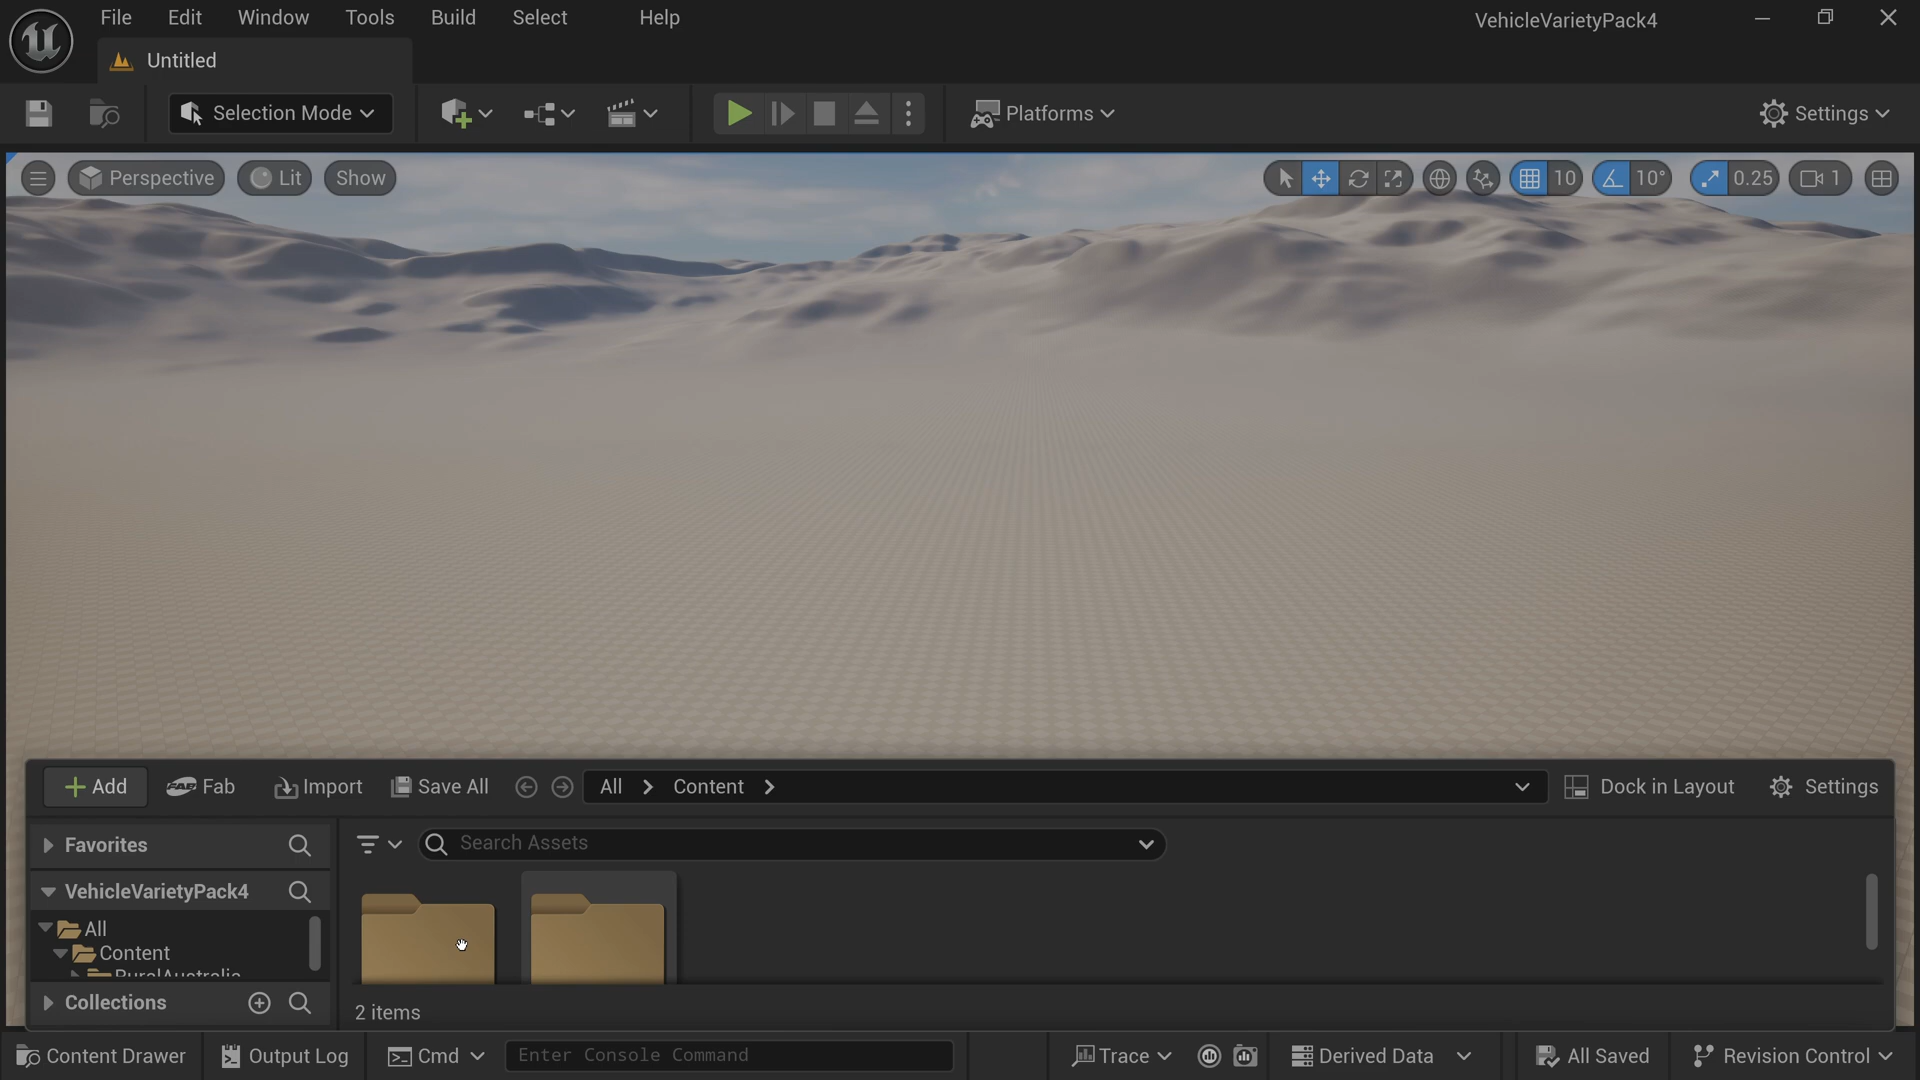 File Edit Window Tools Build Select Help VehicleVarietyPack4
Untitled
Selection Mode Platforms Settings
Perspective Lit Show 10 10° 0.25 1
Add Fab Import Save All All Content Dock in Layout Settings
Favorites Search Assets
VehicleVarietyPack4
All
Content
RuralAustralia
Collections
2 items
Content Drawer Output Log Cmd Enter Console Command Trace Derived Data All Saved Revision Control